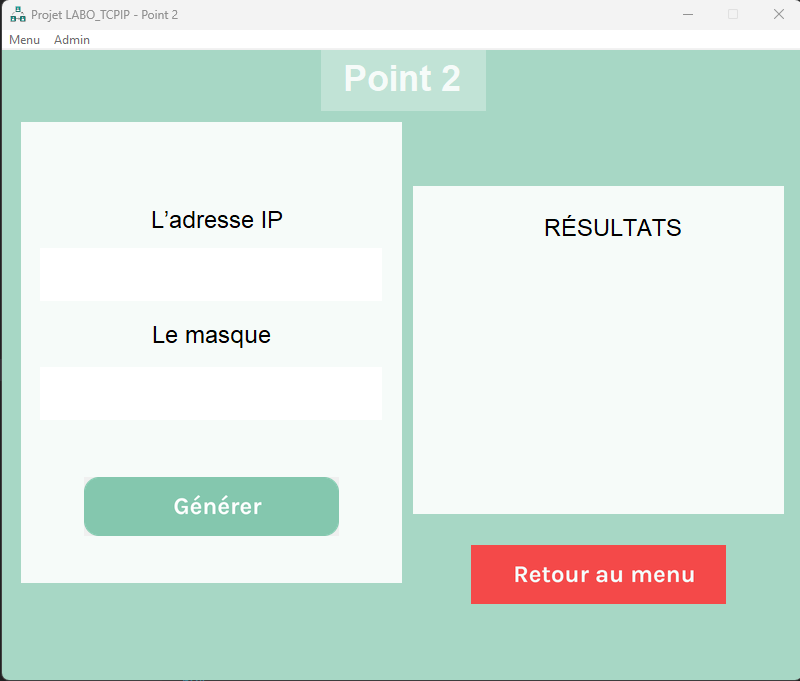 Projet LABO_TCPIP - Point 2
Menu Admin
Point 2
L’adresse IP
Le masque
Générer
RÉSULTATS
Retour au menu